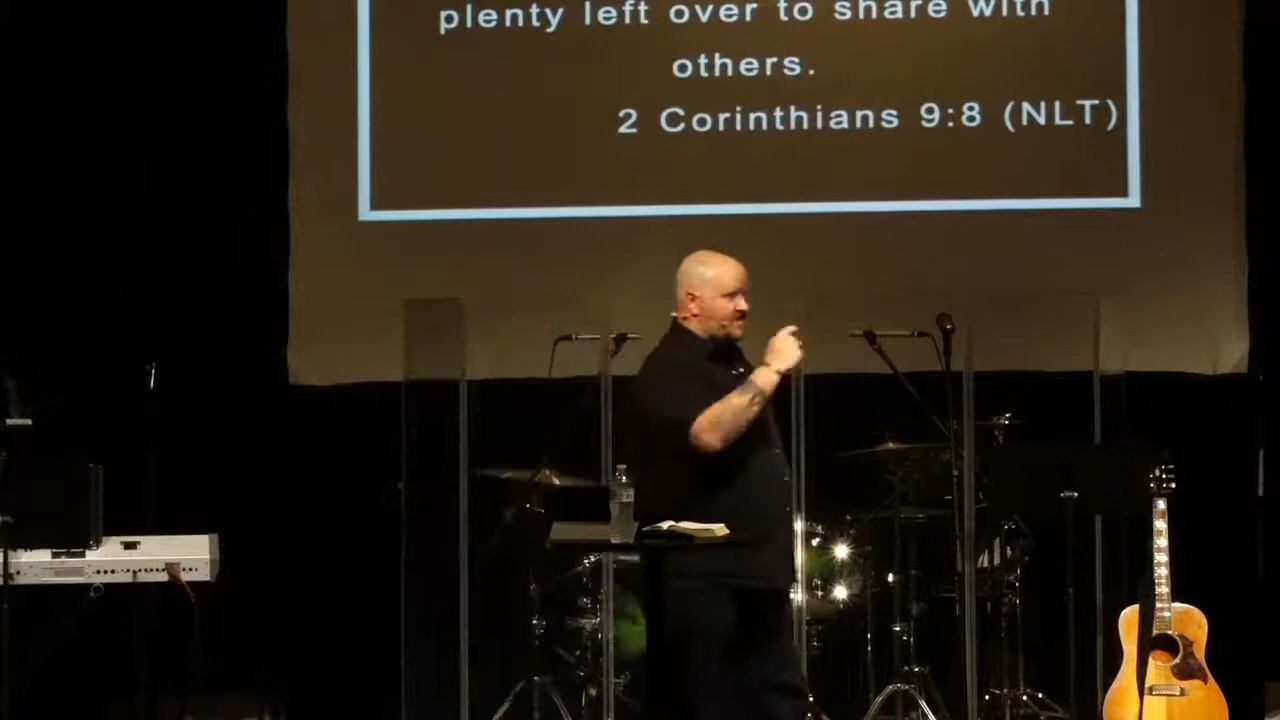 plenty left over to share with
others.
2 Corinthians 9:8 (NLT)